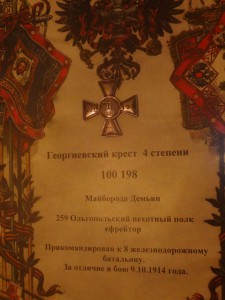 Георгиевский крест 4 степени
100 198
Майборода Демьян
259 Ольгопальский пехотный полк
ефрейтор
Прикомандирован к 8 железнодорожному
батальону.
За отличие в бою 9.10.1914 года.